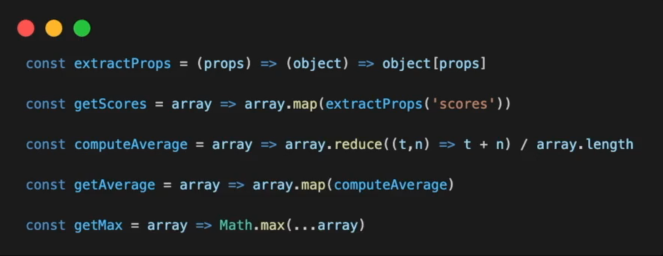 const extractProps = (props) => (object) => object[props]
const getScores = array => array.map(extractProps('scores'))
const computeAverage = array => array.reduce((t,n) => t + n) / array.length
const getAverage = array => array.map(computeAverage)
const getMax = array => Math.max(...array)